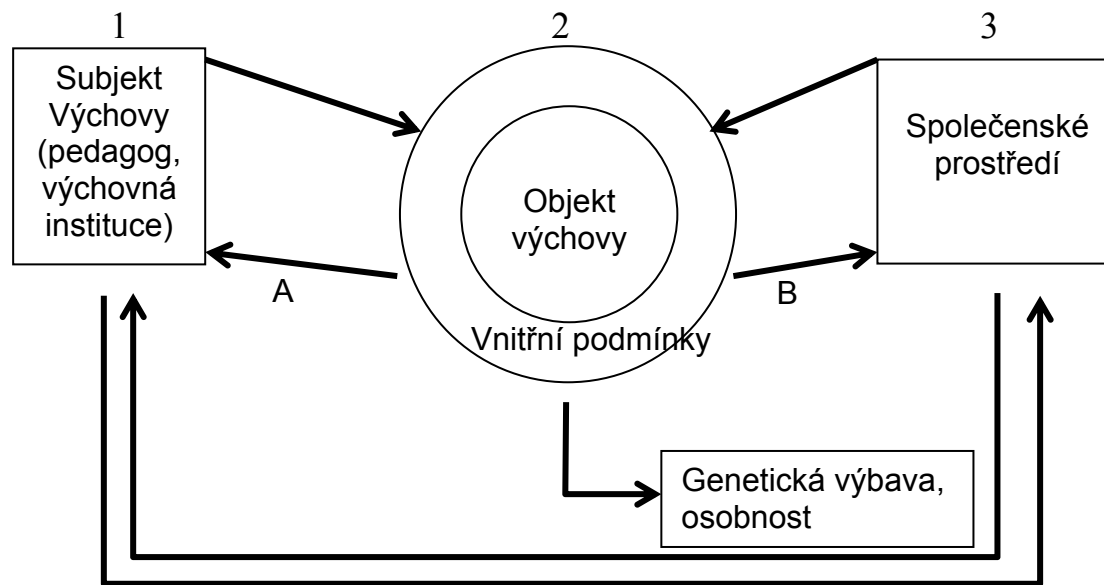 1
2
3
Subjekt
Výchovy
(pedagog,
výchovná
instituce)
Objekt
výchovy
Společenské
prostředí
A
B
Vnitřní podmínky
Genetická výbava,
osobnost